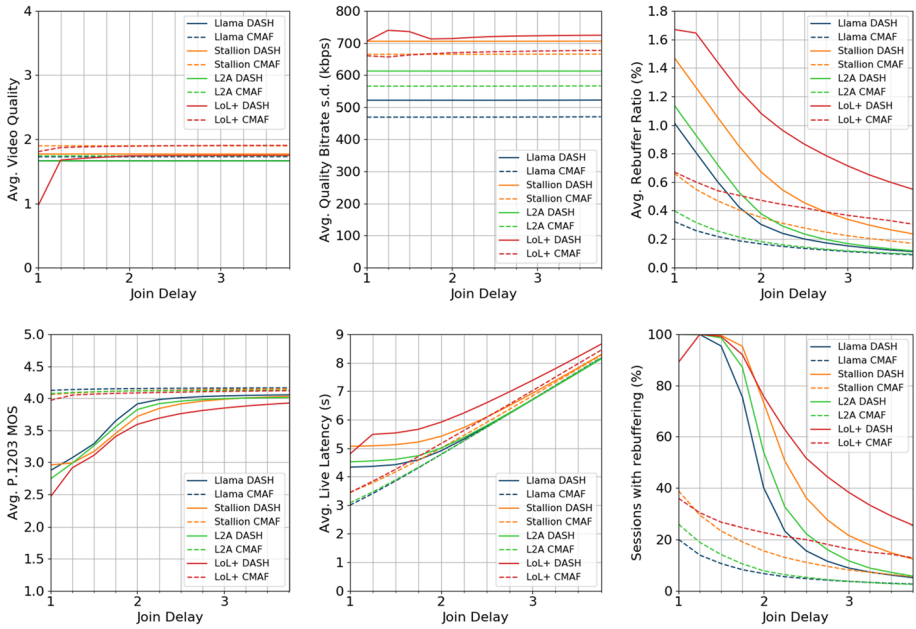 Avg. Video Quality
4
3
2
1
0
Llama DASH
Llama CMAF
Stallion DASH
Stallion CMAF
L2A DASH
L2A CMAF
LoL+ DASH
LoL+ CMAF
1 2 3
Join Delay
Avg. Quality Bitrate s.d. (kbps)
800
700
600
500
400
300
200
100
0
Llama DASH
Llama CMAF
Stallion DASH
Stallion CMAF
L2A DASH
L2A CMAF
LoL+ DASH
LoL+ CMAF
1 2 3
Join Delay
Avg. Rebuffer Ratio (%)
1.8
1.6
1.4
1.2
1.0
0.8
0.6
0.4
0.2
0.0
Llama DASH
Llama CMAF
Stallion DASH
Stallion CMAF
L2A DASH
L2A CMAF
LoL+ DASH
LoL+ CMAF
1 2 3
Join Delay
Avg. P.1203 MOS
5.0
4.5
4.0
3.5
3.0
2.5
2.0
1.5
1.0
Llama DASH
Llama CMAF
Stallion DASH
Stallion CMAF
L2A DASH
L2A CMAF
LoL+ DASH
LoL+ CMAF
1 2 3
Join Delay
Avg. Live Latency (s)
9
8
7
6
5
4
3
2
1
0
Llama DASH
Llama CMAF
Stallion DASH
Stallion CMAF
L2A DASH
L2A CMAF
LoL+ DASH
LoL+ CMAF
1 2 3
Join Delay
Sessions with rebuffering (%)
100
80
60
40
20
0
Llama DASH
Llama CMAF
Stallion DASH
Stallion CMAF
L2A DASH
L2A CMAF
LoL+ DASH
LoL+ CMAF
1 2 3
Join Delay